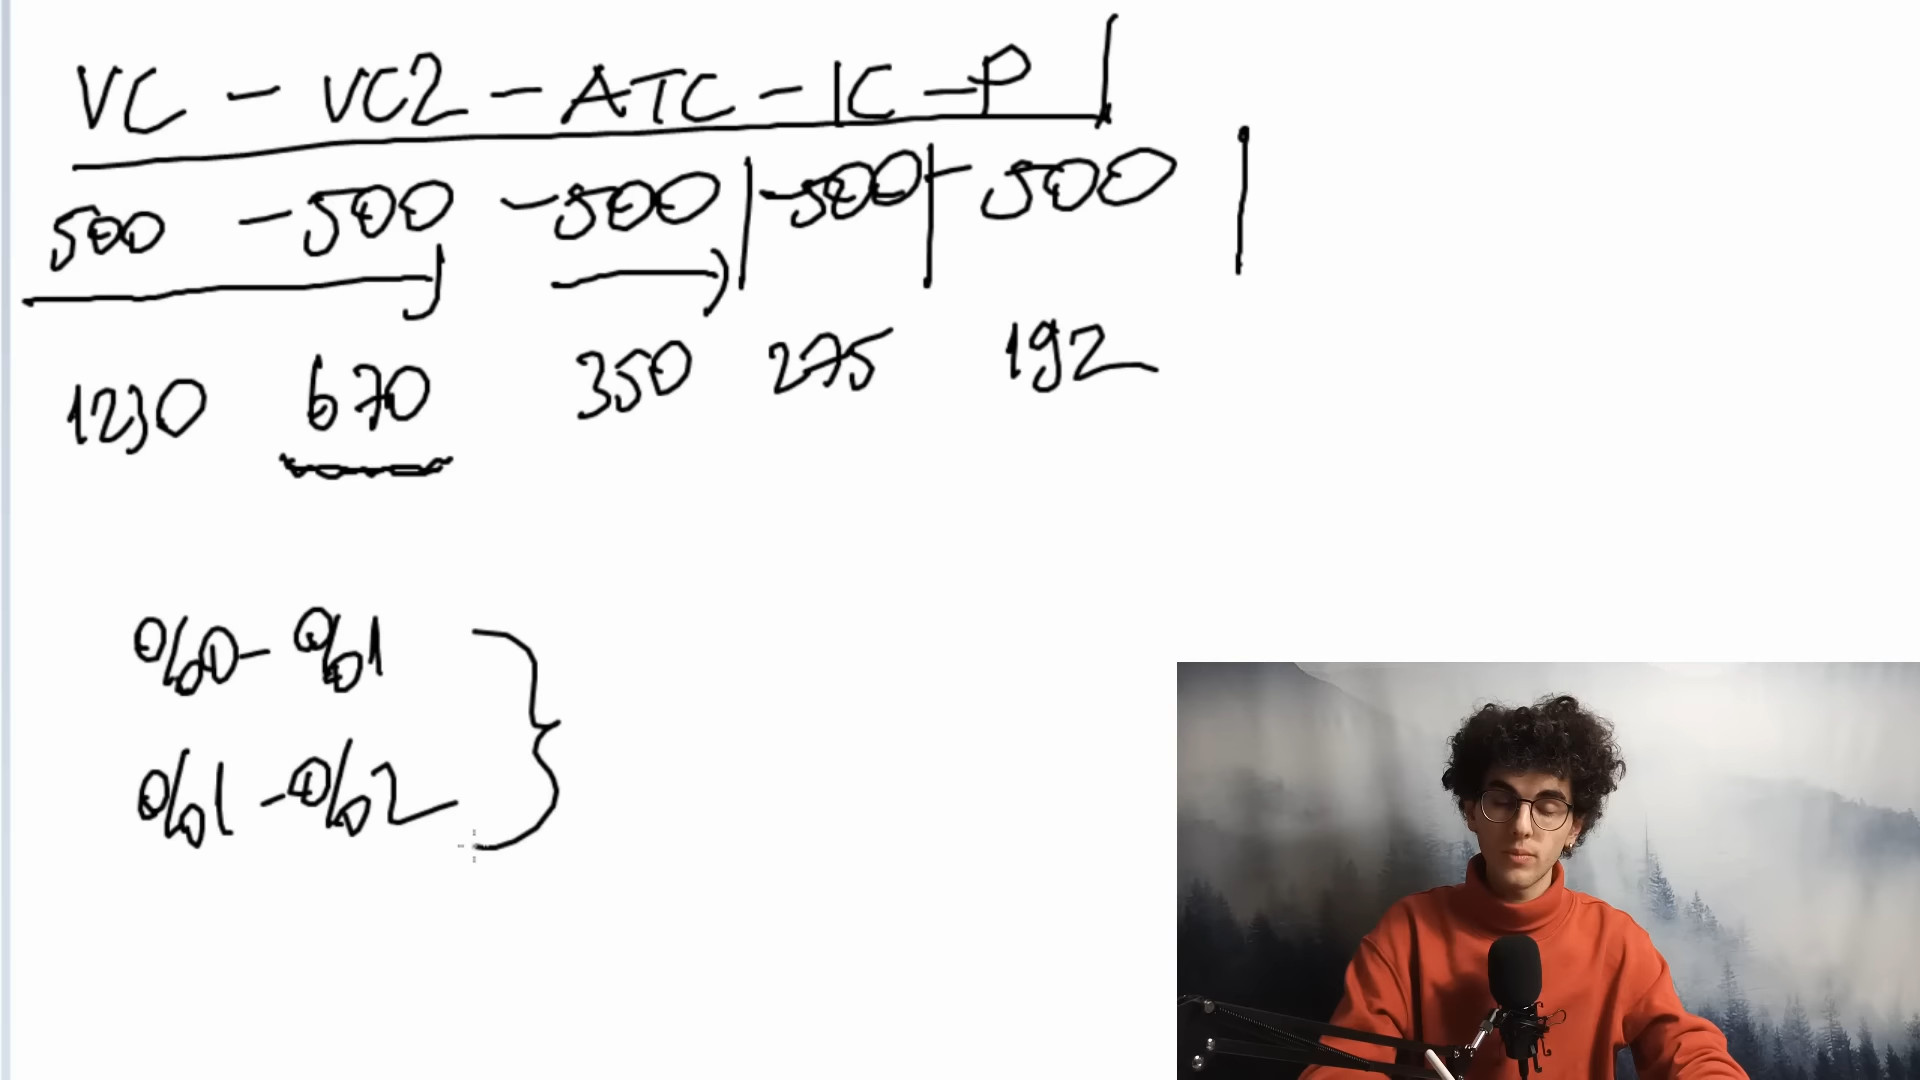 VC - VC2 - ATC - IC - P
500 - 500 - 500 - 500 - 500
1230 670 350 275 192
%0 - %1
%1 - %2